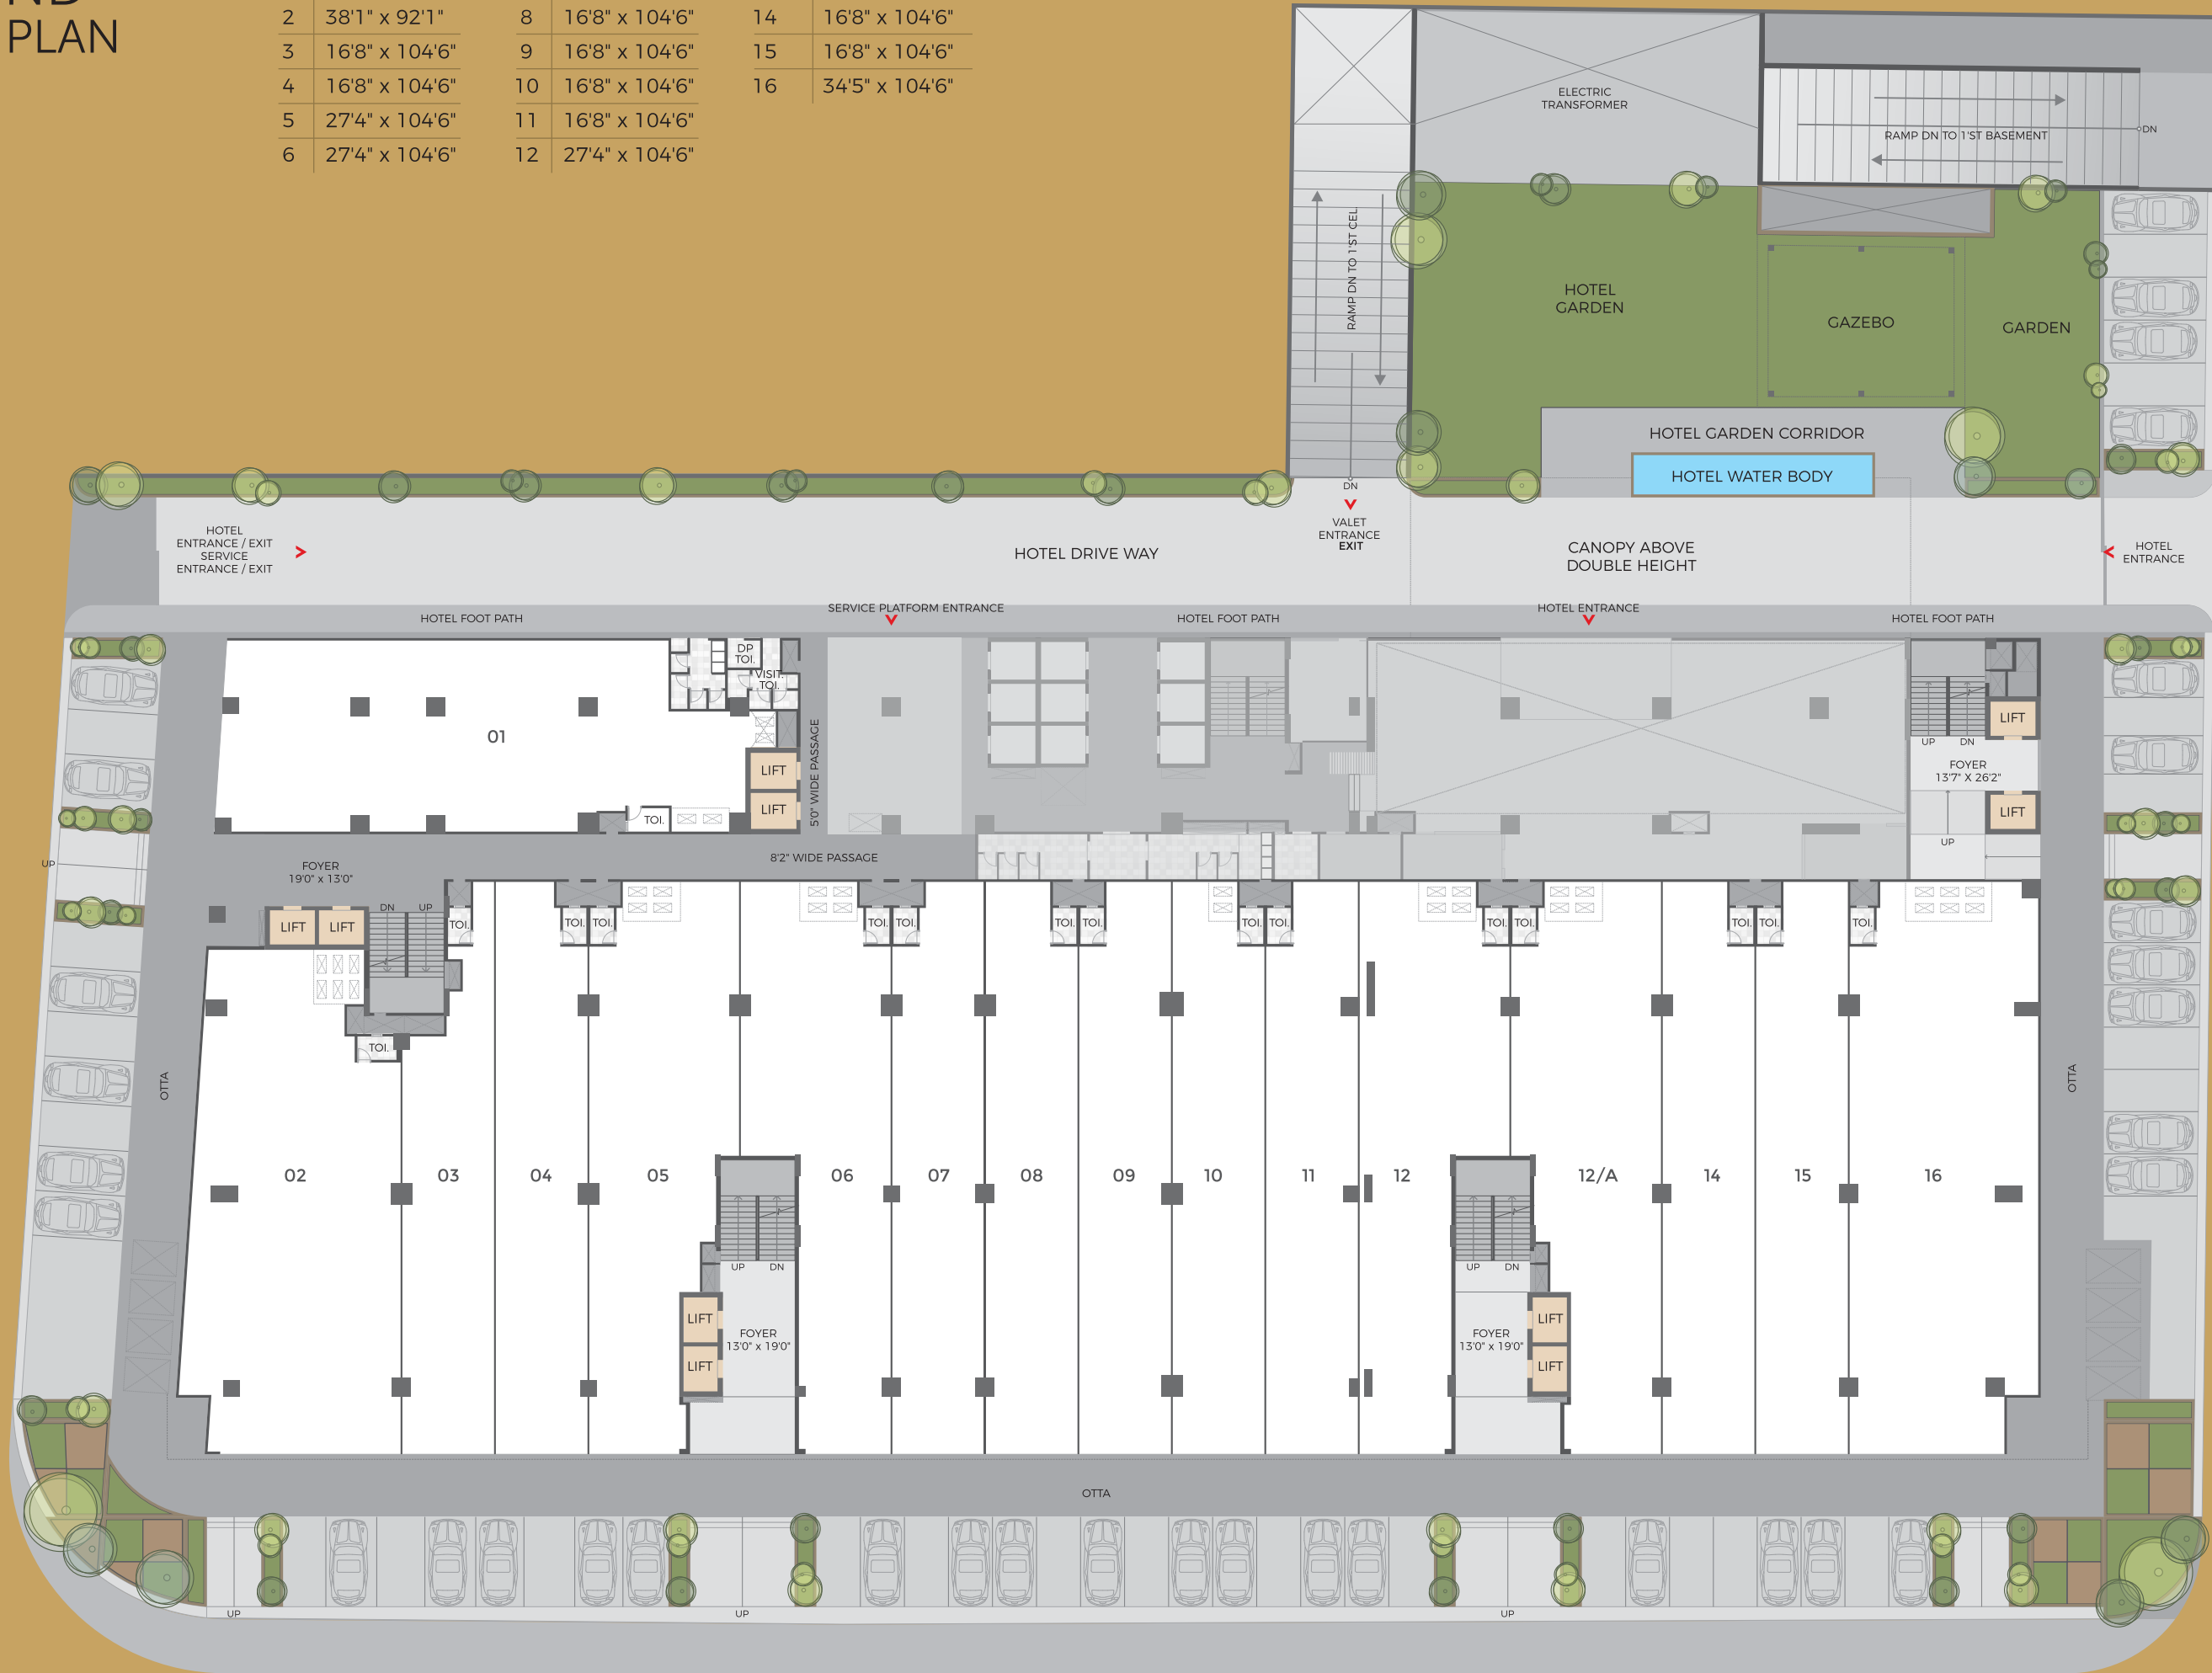 PLAN
2 38'1" x 92'1"
3 16'8" x 104'6"
4 16'8" x 104'6"
5 27'4" x 104'6"
6 27'4" x 104'6"
8 16'8" x 104'6"
9 16'8" x 104'6"
10 16'8" x 104'6"
11 16'8" x 104'6"
12 27'4" x 104'6"
14 16'8" x 104'6"
15 16'8" x 104'6"
16 34'5" x 104'6"
ELECTRIC
TRANSFORMER
RAMP DN TO 1'ST BASEMENT
DN
RAMP DN TO 1'ST CEL.
HOTEL
GARDEN
GAZEBO
GARDEN
HOTEL GARDEN CORRIDOR
HOTEL WATER BODY
DN
VALET
ENTRANCE
EXIT
HOTEL
ENTRANCE / EXIT
SERVICE
ENTRANCE / EXIT
HOTEL DRIVE WAY
CANOPY ABOVE
DOUBLE HEIGHT
HOTEL
ENTRANCE
HOTEL FOOT PATH
SERVICE PLATFORM ENTRANCE
HOTEL FOOT PATH
HOTEL ENTRANCE
HOTEL FOOT PATH
DP
TOI.
VISIT.
TOI.
01
LIFT
LIFT
TOI.
5'0" WIDE PASSAGE
LIFT
UP DN
FOYER
13'7" X 26'2"
LIFT
UP
8'2" WIDE PASSAGE
UP
FOYER
19'0" x 13'0"
LIFT LIFT
DN UP
TOI.
TOI. TOI.
TOI. TOI.
TOI. TOI.
TOI. TOI.
TOI. TOI.
TOI. TOI.
TOI.
TOI.
OTTA
OTTA
02 03 04 05 06 07 08 09 10 11 12 12/A 14 15 16
UP DN
LIFT
LIFT
FOYER
13'0" x 19'0"
UP DN
FOYER
13'0" x 19'0"
LIFT
LIFT
OTTA
UP
UP
UP